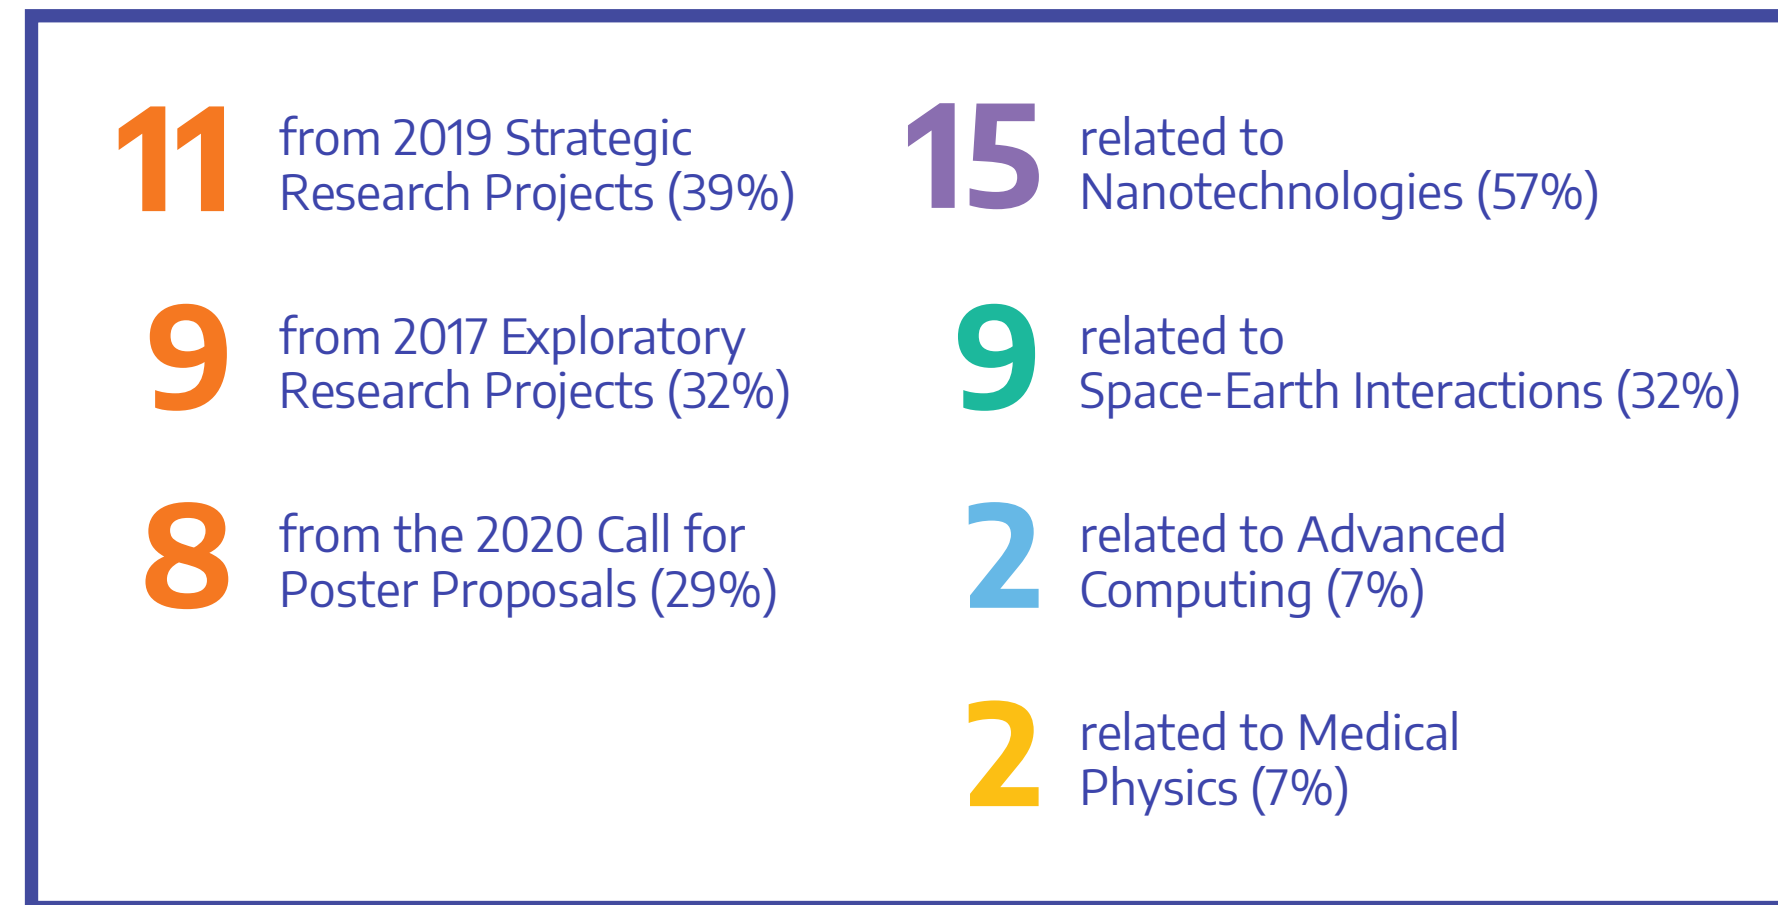 11 from 2019 Strategic
Research Projects (39%)
9 from 2017 Exploratory
Research Projects (32%)
8 from the 2020 Call for
Poster Proposals (29%)
15 related to
Nanotechnologies (57%)
9 related to
Space-Earth Interactions (32%)
2 related to Advanced
Computing (7%)
2 related to Medical
Physics (7%)